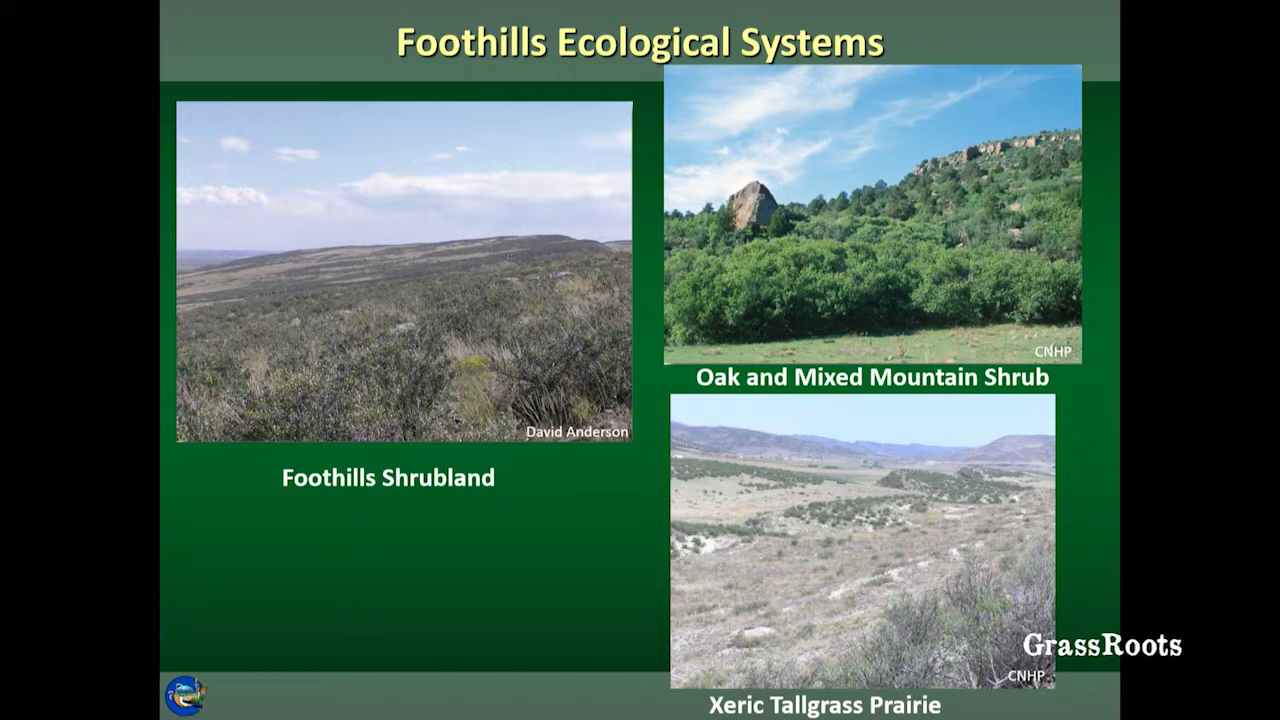 Foothills Ecological Systems
David Anderson
Foothills Shrubland
CNHP
Oak and Mixed Mountain Shrub
GrassRoots
CNHP
Xeric Tallgrass Prairie